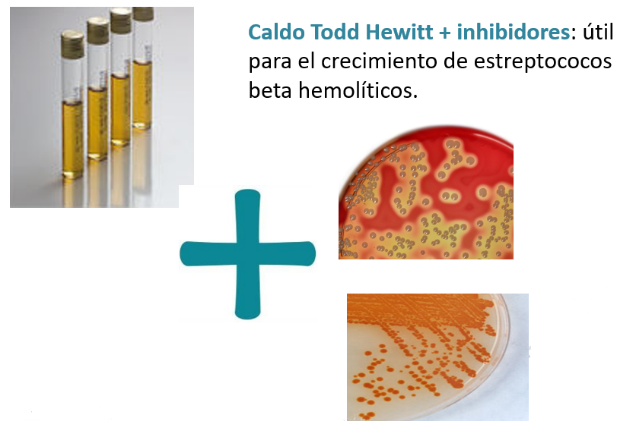 Caldo Todd Hewitt + inhibidores: útil
para el crecimiento de estreptococos
beta hemolíticos.